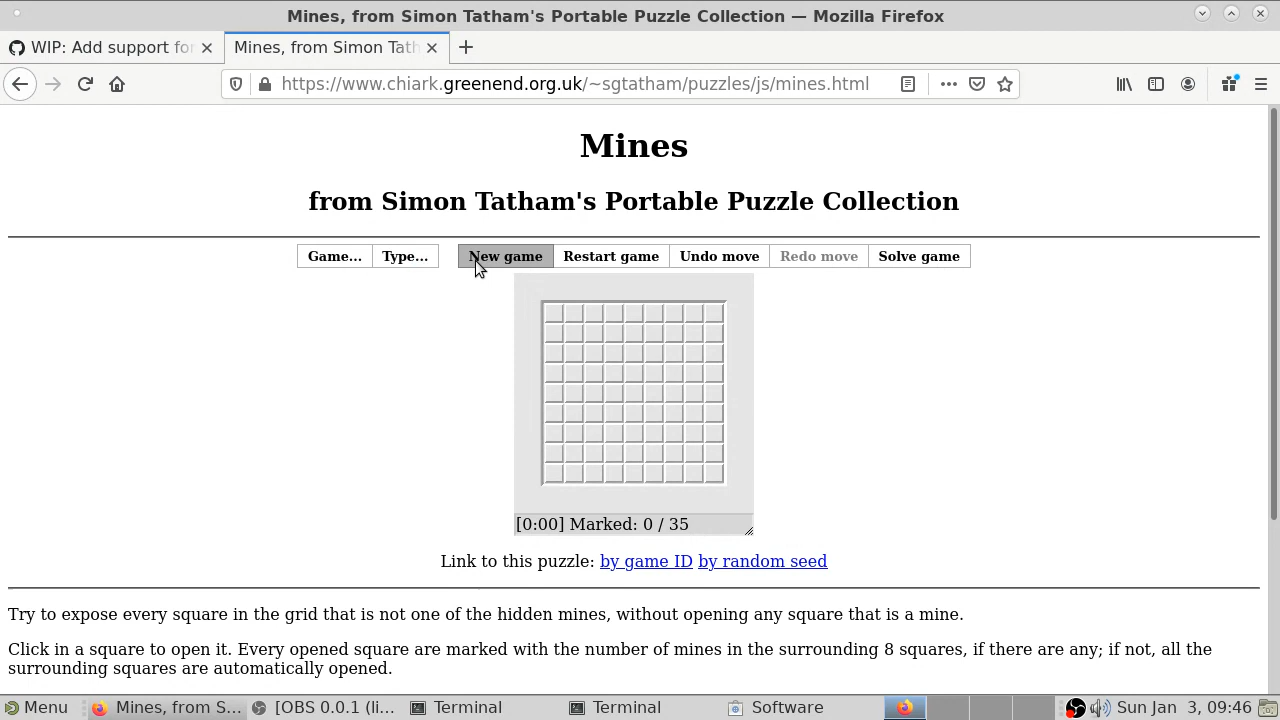 Mines, from Simon Tatham's Portable Puzzle Collection — Mozilla Firefox
WIP: Add support for
Mines, from Simon Tath
https://www.chiark.greenend.org.uk/~sgtatham/puzzles/js/mines.html
Mines
from Simon Tatham's Portable Puzzle Collection
Game... Type... New game Restart game Undo move Redo move Solve game
[0:00] Marked: 0 / 35
Link to this puzzle: by game ID by random seed
Try to expose every square in the grid that is not one of the hidden mines, without opening any square that is a mine.
Click in a square to open it. Every opened square are marked with the number of mines in the surrounding 8 squares, if there are any; if not, all the
surrounding squares are automatically opened.
Menu Mines, from S... [OBS 0.0.1 (li... Terminal Terminal Software Sun Jan 3, 09:46